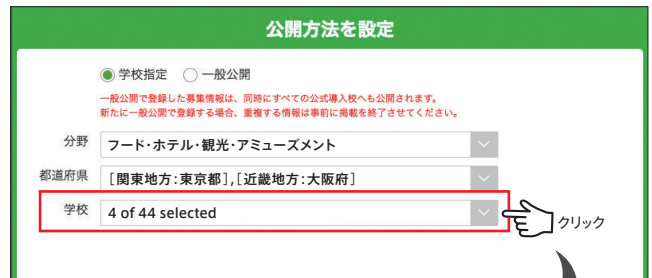 公開方法を設定
学校指定 一般公開
一般公開で登録した募集情報は、同時にすべての公式導入校へも公開されます。
新たに一般公開で登録する場合、重複する情報は事前に掲載を終了させてください。
分野 フード・ホテル・観光・アミューズメント
都道府県 [関東地方:東京都],[近畿地方:大阪府]
学校 4 of 44 selected
クリック